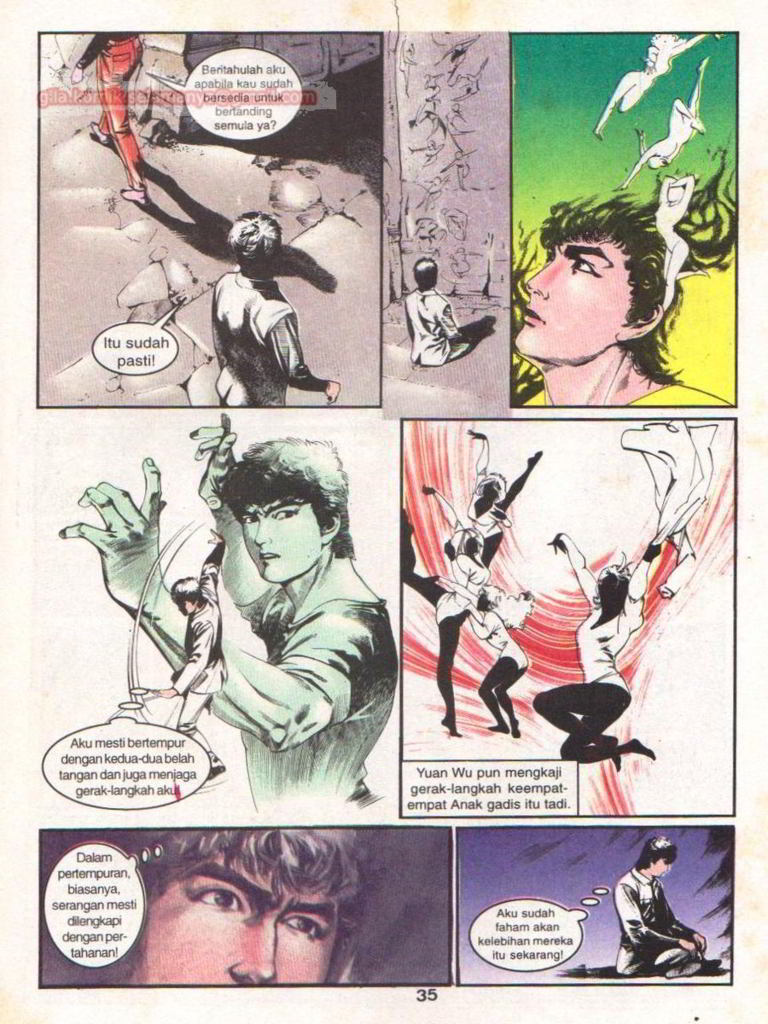 Beritahulah aku
apabila kau sudah
bersedia untuk
bertanding
semula ya?
Itu sudah
pasti!
Aku mesti bertempur
dengan kedua-dua belah
tangan dan juga menjaga
gerak-langkah aku!
Yuan Wu pun mengkaji
gerak-langkah keempat-
empat Anak gadis itu tadi.
Dalam
pertempuran,
biasanya,
serangan mesti
dilengkapi
dengan per-
tahanan!
Aku sudah
faham akan
kelebihan mereka
itu sekarang!
35